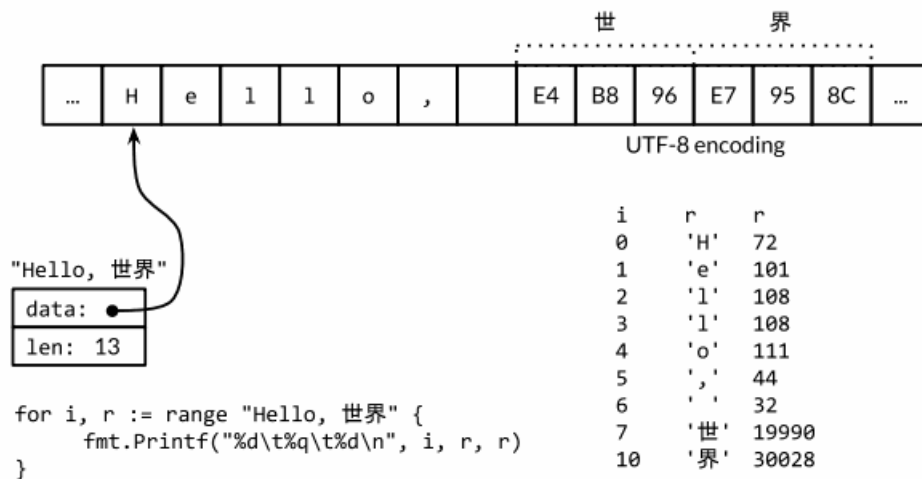 世 界
... H e l l o , E4 B8 96 E7 95 8C ...
UTF-8 encoding
"Hello, 世界"
data:
len: 13
for i, r := range "Hello, 世界" {
fmt.Printf("%d\t%q\t%d\n", i, r, r)
}
i r r
0 'H' 72
1 'e' 101
2 'l' 108
3 'l' 108
4 'o' 111
5 ',' 44
6 ' ' 32
7 '世' 19990
10 '界' 30028